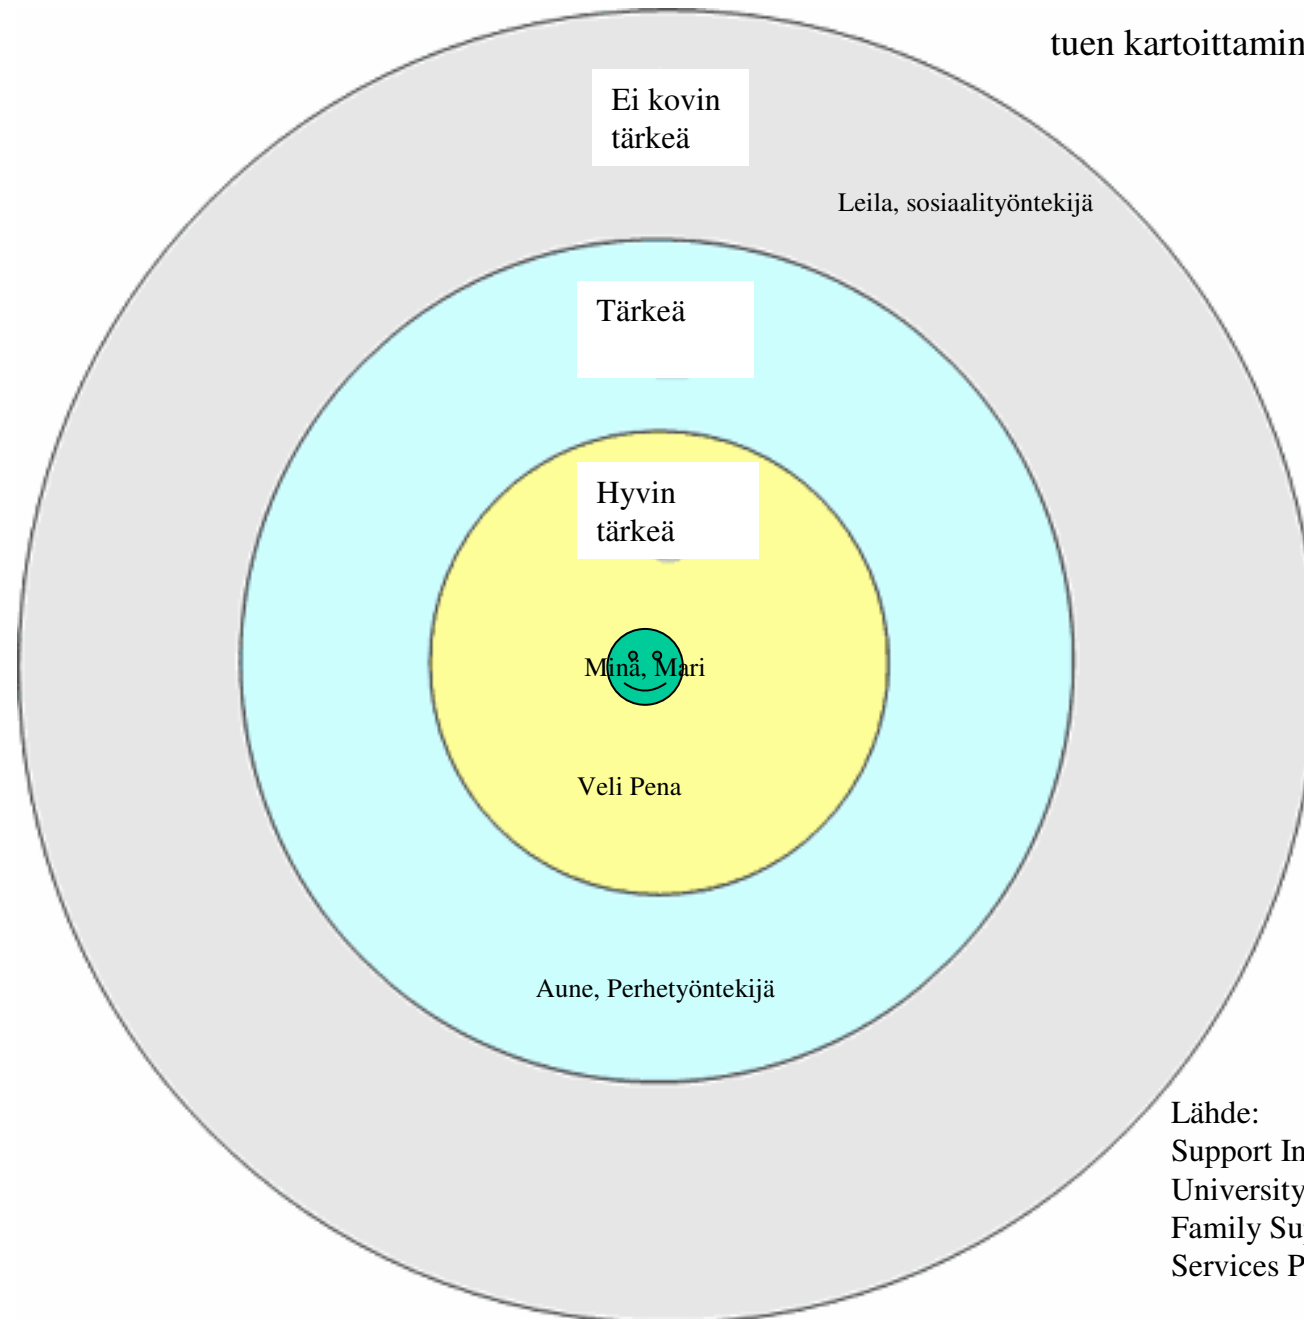 tuen kartoittamin
Ei kovin
tärkeä
Leila, sosiaalityöntekijä
Tärkeä
Hyvin
tärkeä
Minä, Mari
Veli Pena
Aune, Perhetyöntekijä
Lähde:
Support In
University
Family Su
Services P